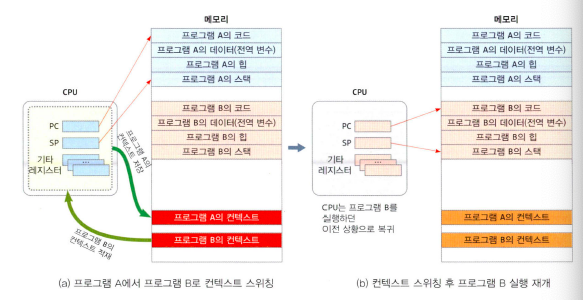 메모리
프로그램 A의 코드
프로그램 A의 데이터(전역 변수)
프로그램 A의 힙
프로그램 A의 스택
프로그램 B의 코드
프로그램 B의 데이터(전역 변수)
프로그램 B의 힙
프로그램 B의 스택
프로그램 A의 컨텍스트
프로그램 B의 컨텍스트
CPU
PC
SP
기타
레지스터
...
프로그램 A의
컨텍스트 저장
프로그램 B의
컨텍스트 적재
(a) 프로그램 A에서 프로그램 B로 컨텍스트 스위칭
메모리
프로그램 A의 코드
프로그램 A의 데이터(전역 변수)
프로그램 A의 힙
프로그램 A의 스택
프로그램 B의 코드
프로그램 B의 데이터(전역 변수)
프로그램 B의 힙
프로그램 B의 스택
프로그램 A의 컨텍스트
프로그램 B의 컨텍스트
CPU
PC
SP
기타
레지스터
...
CPU는 프로그램 B를
실행하던
이전 상황으로 복귀
(b) 컨텍스트 스위칭 후 프로그램 B 실행 재개